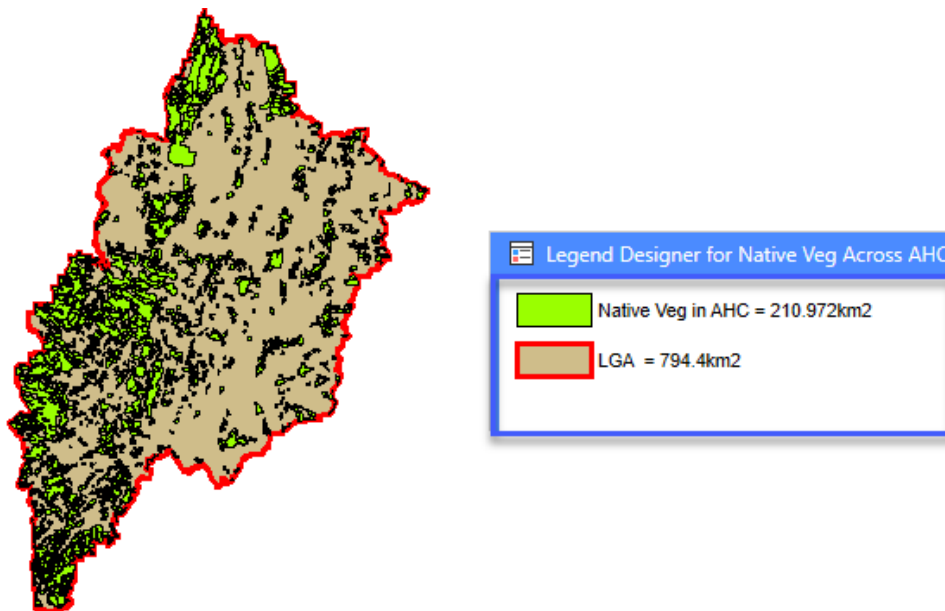 Legend Designer for Native Veg Across AHC
Native Veg in AHC = 210.972km2
LGA  = 794.4km2